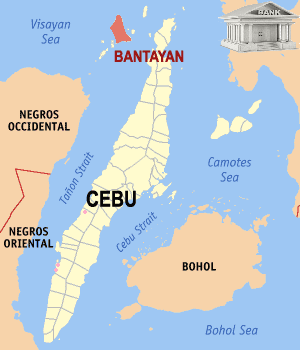 Visayan
Sea
BANK
BANTAYAN
NEGROS
OCCIDENTAL
Tañon Strait
Camotes
Sea
CEBU
Cebu Strait
NEGROS
ORIENTAL
BOHOL
Bohol Sea